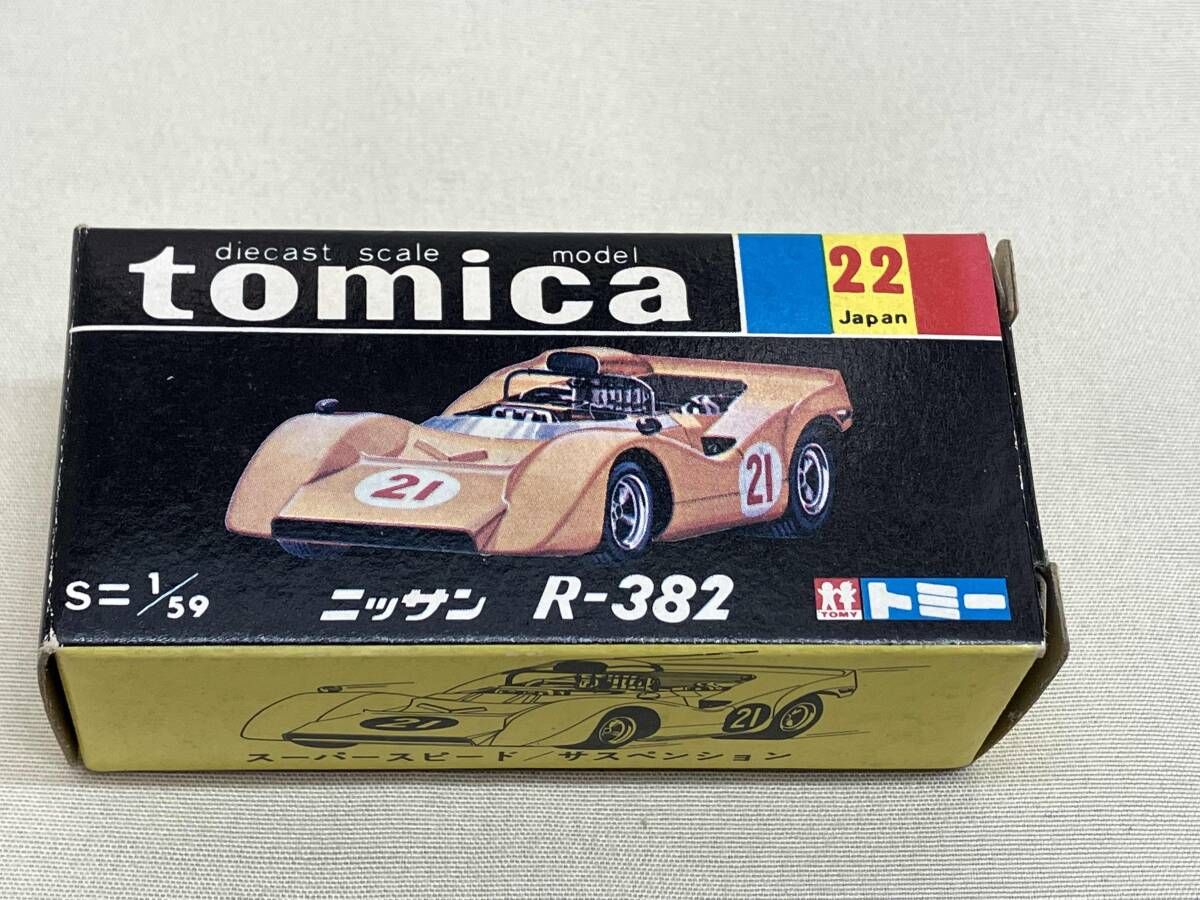 diecast scale model
tomica
22
Japan
21
21
S=1/59
ニッサン R-382
TOMY
トミー
21
21
スーパースピード/サスペンション